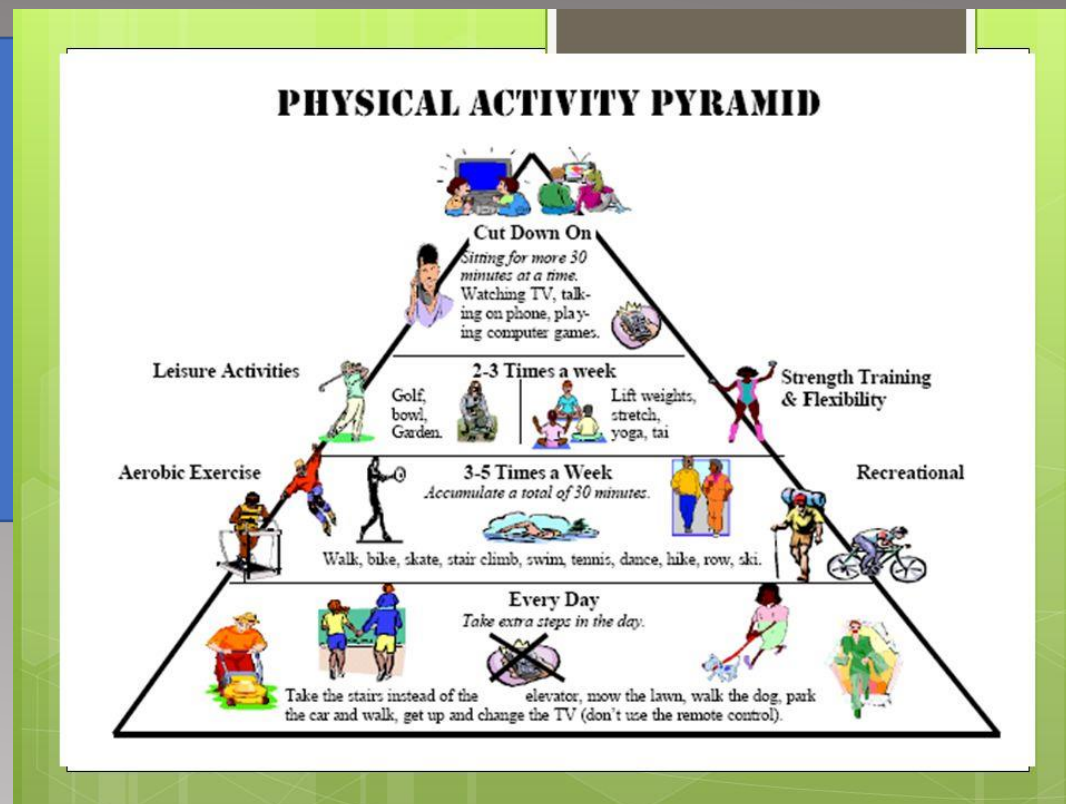 PHYSICAL ACTIVITY PYRAMID
Cut Down On
Sitting for more 30
minutes at a time.
Watching TV, talk-
ing on phone, play-
ing computer games.
Leisure Activities
2-3 Times a week
Strength Training
& Flexibility
Golf,
bowl,
Garden.
Lift weights,
stretch,
yoga, tai
Aerobic Exercise
3-5 Times a Week
Recreational
Accumulate a total of 30 minutes.
Walk, bike, skate, stair climb, swim, tennis, dance, hike, row, ski.
Every Day
Take extra steps in the day.
Take the stairs instead of the elevator, mow the lawn, walk the dog, park
the car and walk, get up and change the TV (don't use the remote control).